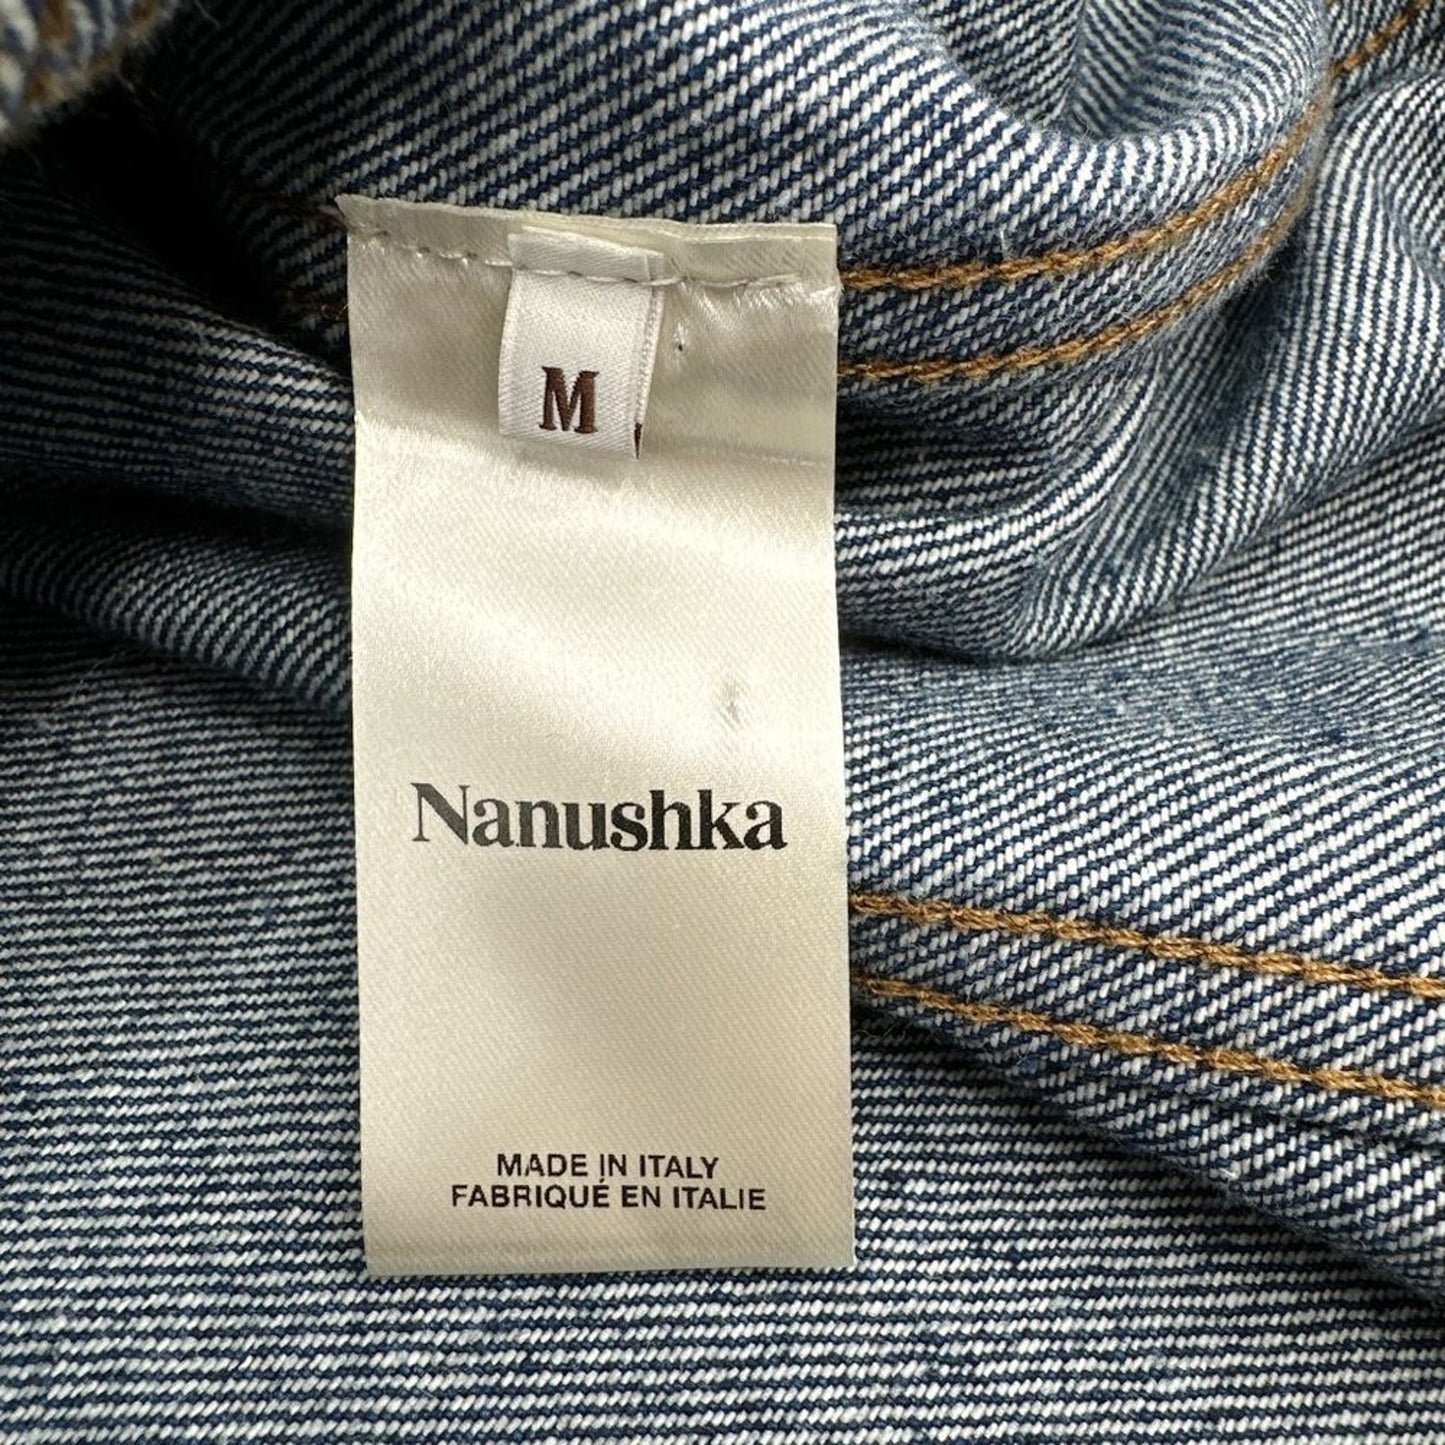 M
Nanushka
MADE IN ITALY
FABRIQUÉ EN ITALIE